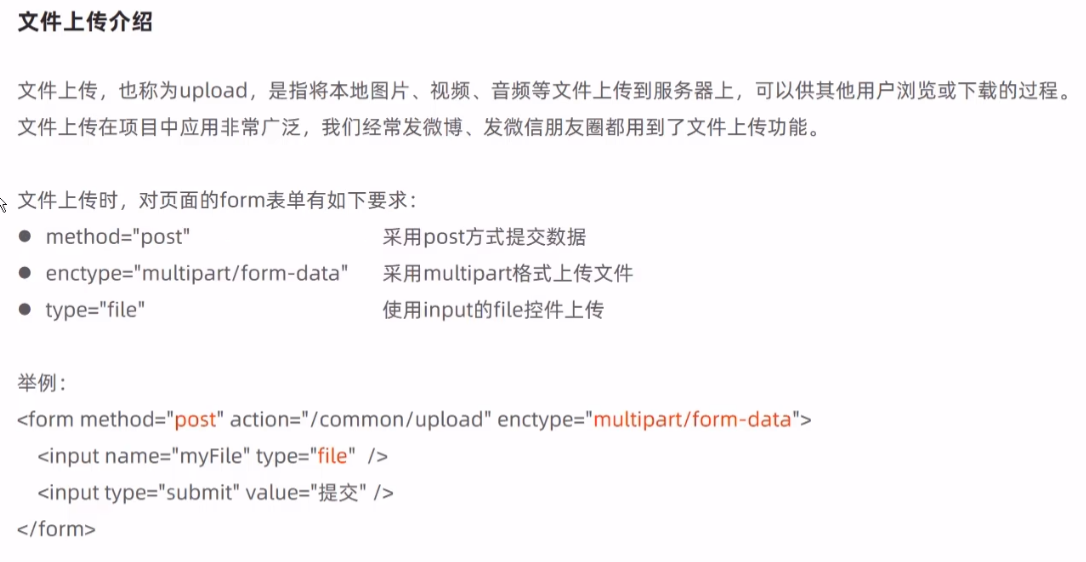 文件上传介绍
文件上传，也称为upload，是指将本地图片、视频、音频等文件上传到服务器上，可以供其他用户浏览或下载的过程。
文件上传在项目中应用非常广泛，我们经常发微博、发微信朋友圈都用到了文件上传功能。
文件上传时，对页面的form表单有如下要求：
● method="post" 采用post方式提交数据
● enctype="multipart/form-data" 采用multipart格式上传文件
● type="file" 使用input的file控件上传
举例：
<form method="post" action="/common/upload" enctype="multipart/form-data">
<input name="myFile" type="file" />
<input type="submit" value="提交" />
</form>